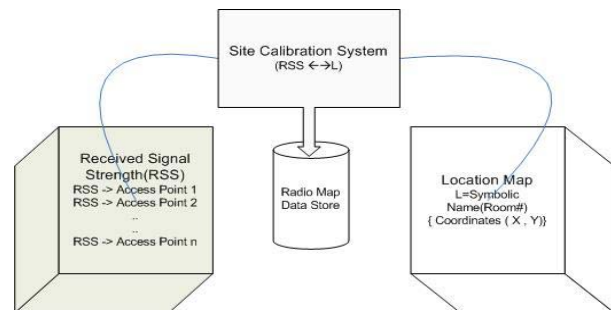 Site Calibration System
(RSS ←→L)
Received Signal
Strength(RSS)
RSS -> Access Point 1
RSS -> Access Point 2
..
..
RSS -> Access Point n
Radio Map
Data Store
Location Map
L=Symbolic
Name(Room#)
{ Coordinates ( X , Y)}